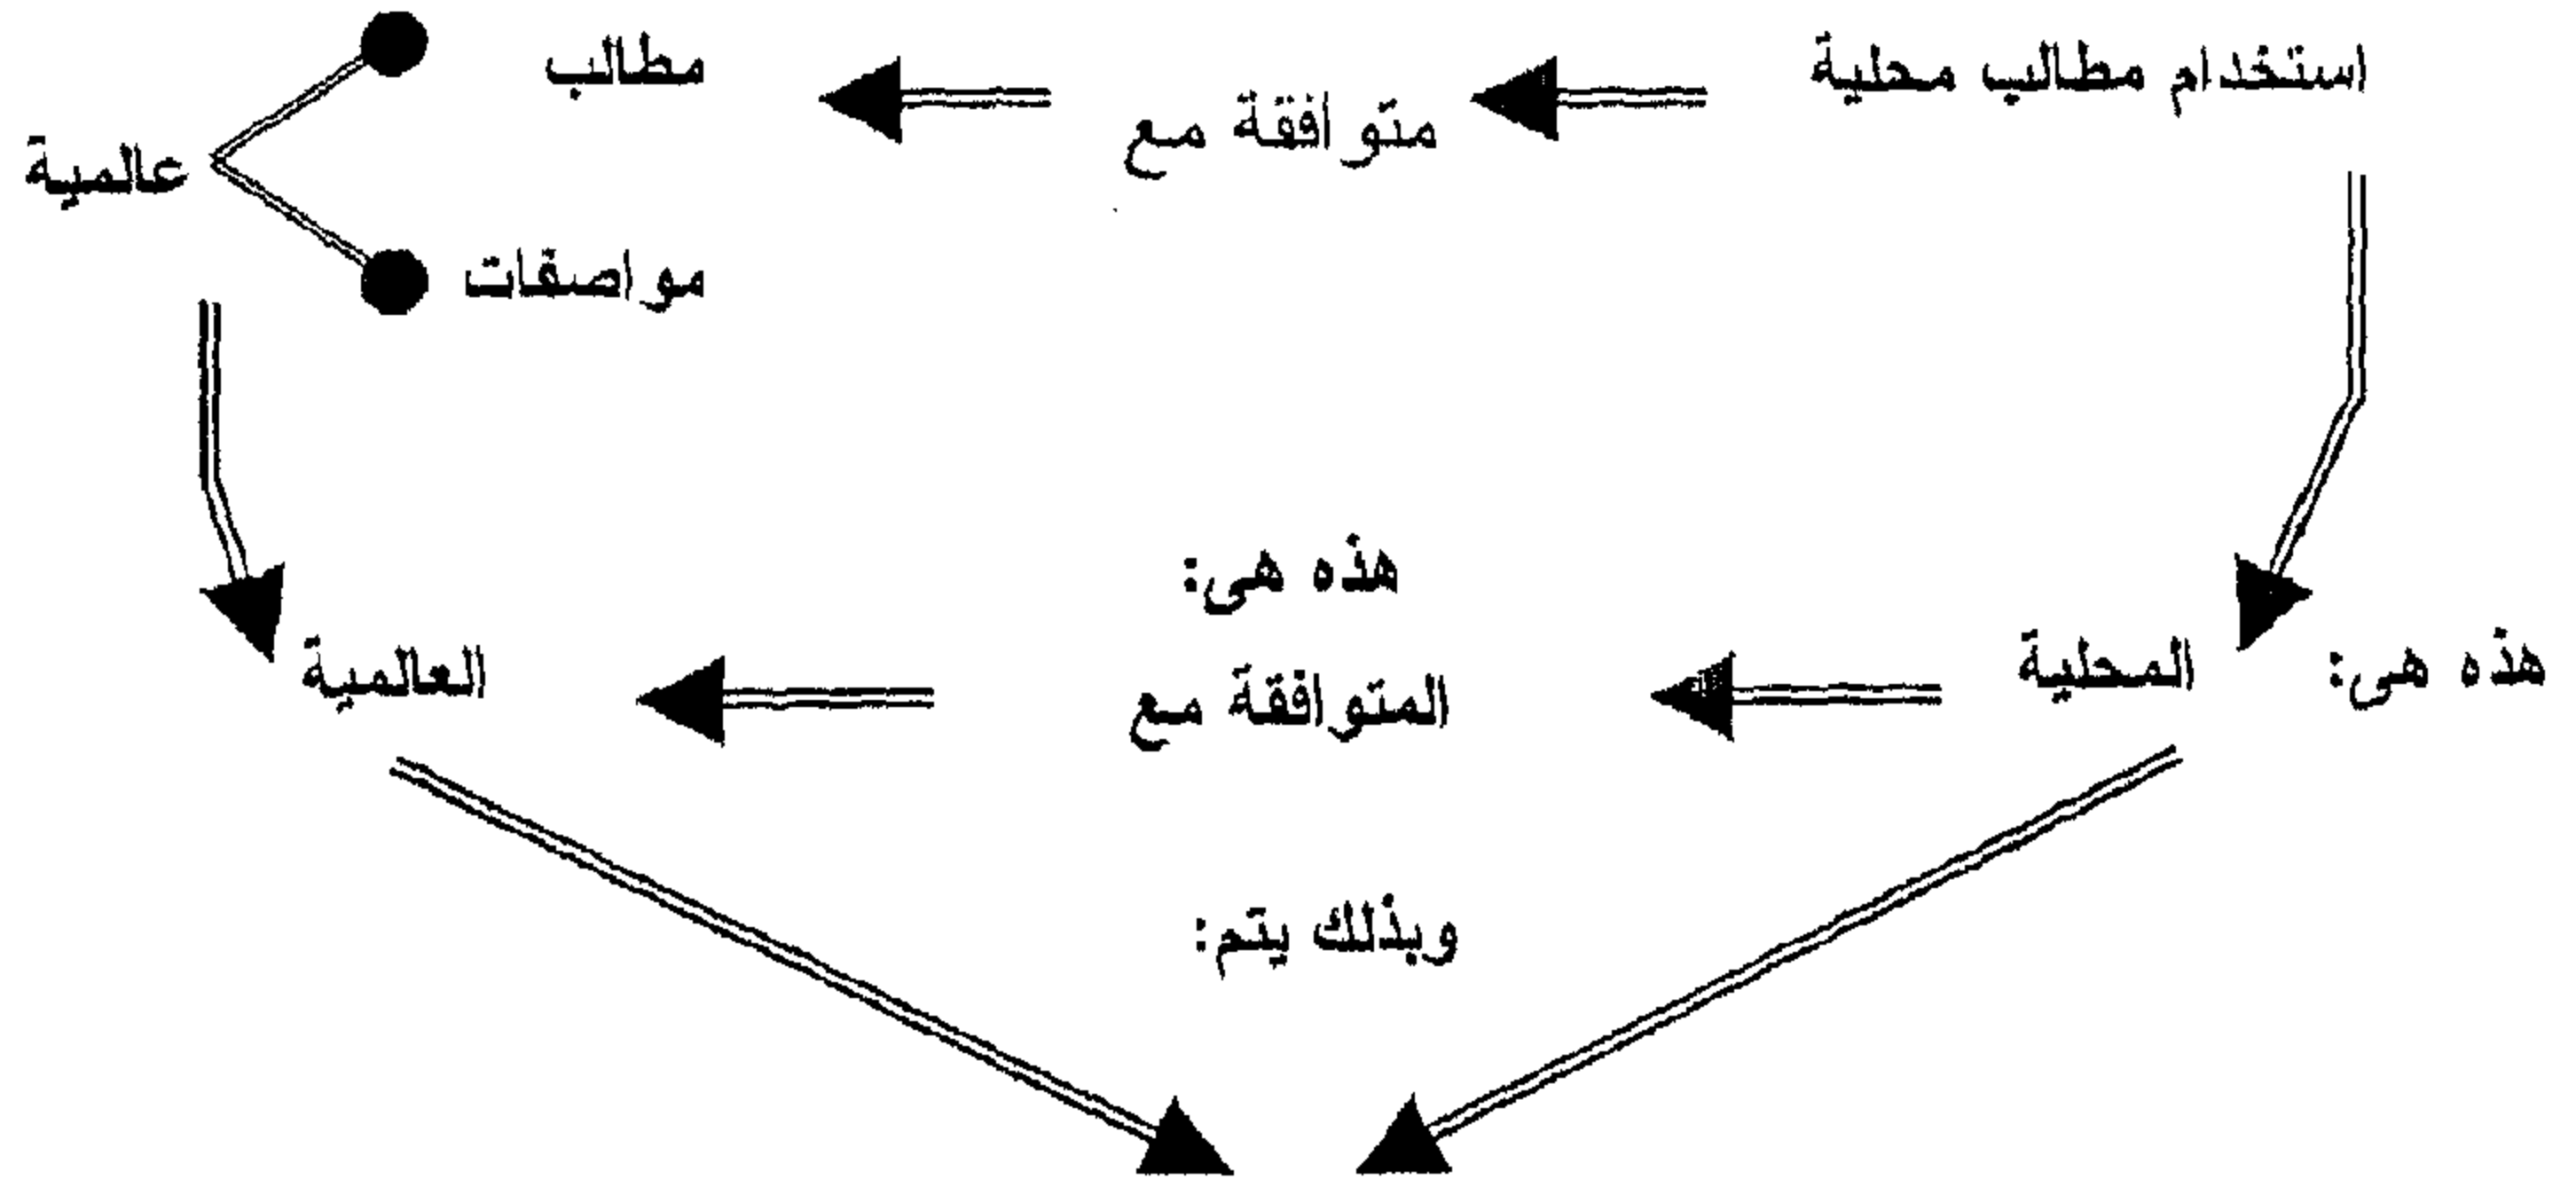 استخدام مطالب محلية
متوافقة مع
مطالب
عالمية
مواصفات
هذه هى:
هذه هى:
المحلية
المتوافقة مع
العالمية
وبذلك يتم: